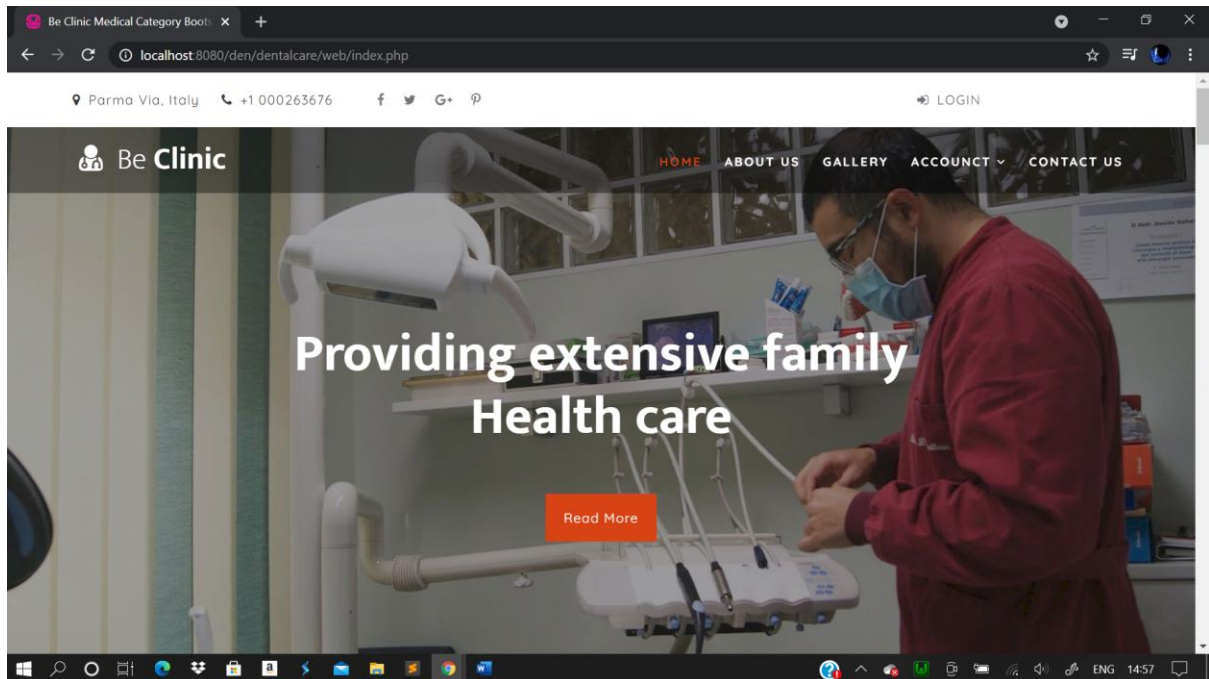 Be Clinic Medical Category Boots
localhost:8080/den/dentalcare/web/index.php
Parma Via, Italy +1 000263676 f G+ LOGIN
Be Clinic
HOME ABOUT US GALLERY ACCOUNCT CONTACT US
Providing extensive family
Health care
Read More
ENG 14:57